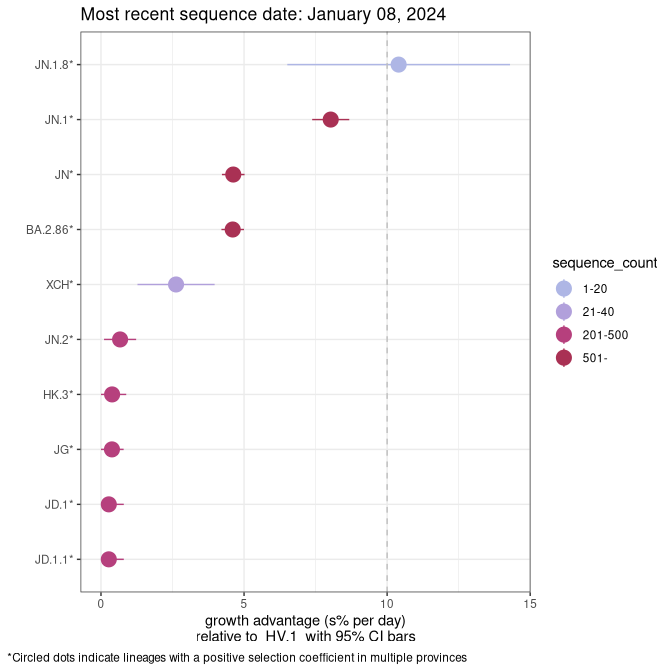 Most recent sequence date: January 08, 2024
JN.1.8*
JN.1*
JN*
BA.2.86*
XCH*
JN.2*
HK.3*
JG*
JD.1*
JD.1.1*
sequence_count
1-20
21-40
201-500
501-
0 5 10 15
growth advantage (s% per day)
relative to HV.1 with 95% CI bars
*Circled dots indicate lineages with a positive selection coefficient in multiple provinces